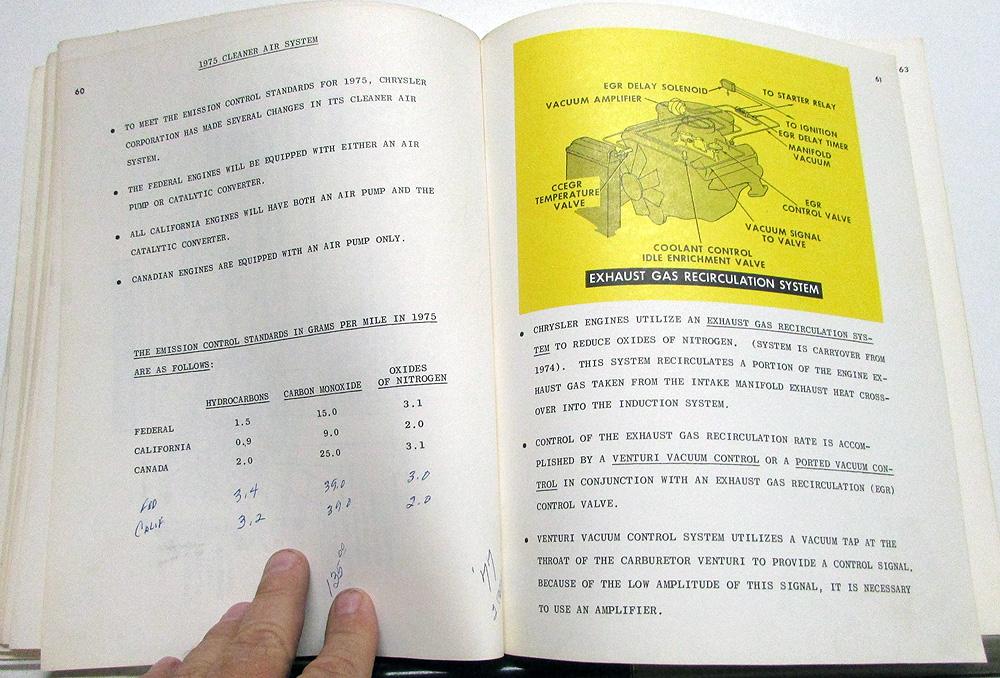 60
1975 CLEANER AIR SYSTEM
• TO MEET THE EMISSION CONTROL STANDARDS FOR 1975, CHRYSLER
CORPORATION HAS MADE SEVERAL CHANGES IN ITS CLEANER AIR
SYSTEM.
• THE FEDERAL ENGINES WILL BE EQUIPPED WITH EITHER AN AIR
PUMP OR CATALYTIC CONVERTER.
• ALL CALIFORNIA ENGINES WILL HAVE BOTH AN AIR PUMP AND THE
CATALYTIC CONVERTER.
• CANADIAN ENGINES ARE EQUIPPED WITH AN AIR PUMP ONLY.
THE EMISSION CONTROL STANDARDS IN GRAMS PER MILE IN 1975
ARE AS FOLLOWS:
HYDROCARBONS CARBON MONOXIDE OXIDES
OF NITROGEN
FEDERAL 1.5 15.0 3.1
CALIFORNIA 0.9 9.0 2.0
CANADA 2.0 25.0 3.1
FED 3.4 39.0 3.0
CALIF 3.2 39.0 2.0
'77
61
63
EGR DELAY SOLENOID
TO STARTER RELAY
VACUUM AMPLIFIER
TO IGNITION
EGR DELAY TIMER
MANIFOLD
VACUUM
CCEGR
TEMPERATURE
VALVE
EGR
CONTROL VALVE
VACUUM SIGNAL
TO VALVE
COOLANT CONTROL
IDLE ENRICHMENT VALVE
EXHAUST GAS RECIRCULATION SYSTEM
• CHRYSLER ENGINES UTILIZE AN EXHAUST GAS RECIRCULATION SYS-
TEM TO REDUCE OXIDES OF NITROGEN. (SYSTEM IS CARRYOVER FROM
1974). THIS SYSTEM RECIRCULATES A PORTION OF THE ENGINE EX-
HAUST GAS TAKEN FROM THE INTAKE MANIFOLD EXHAUST HEAT CROSS-
OVER INTO THE INDUCTION SYSTEM.
• CONTROL OF THE EXHAUST GAS RECIRCULATION RATE IS ACCOM-
PLISHED BY A VENTURI VACUUM CONTROL OR A PORTED VACUUM CON-
TROL IN CONJUNCTION WITH AN EXHAUST GAS RECIRCULATION (EGR)
CONTROL VALVE.
• VENTURI VACUUM CONTROL SYSTEM UTILIZES A VACUUM TAP AT THE
THROAT OF THE CARBURETOR VENTURI TO PROVIDE A CONTROL SIGNAL.
BECAUSE OF THE LOW AMPLITUDE OF THIS SIGNAL, IT IS NECESSARY
TO USE AN AMPLIFIER.